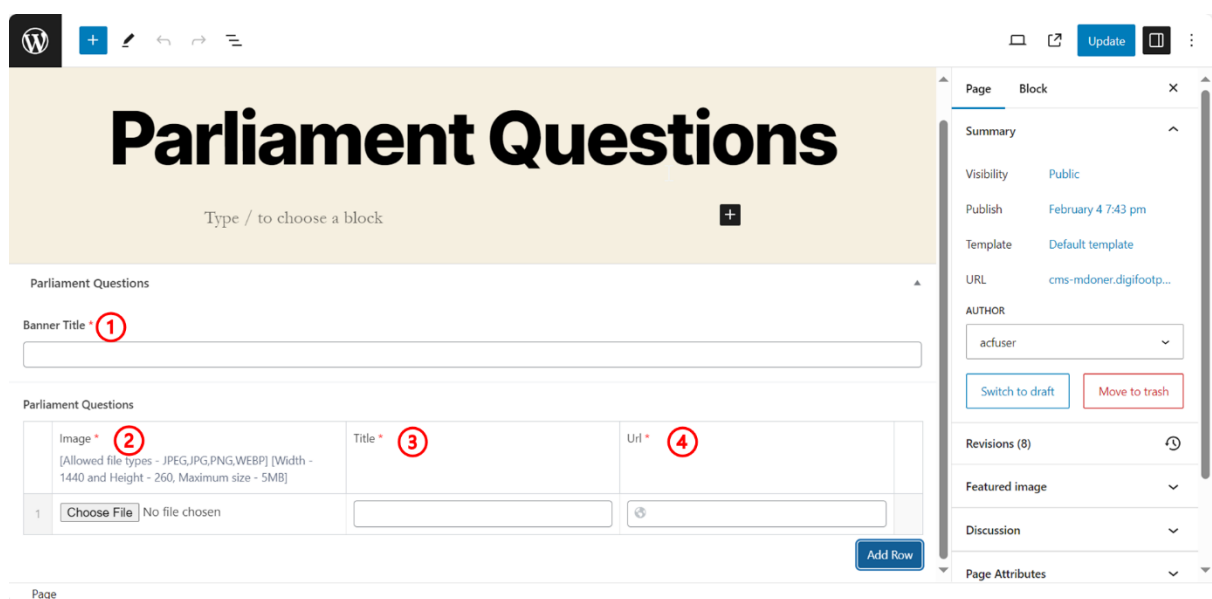 Update
Parliament Questions
Type / to choose a block
Parliament Questions
Banner Title * 1
Parliament Questions
Image * 2
[Allowed file types - JPEG,JPG,PNG,WEBP] [Width -
1440 and Height - 260, Maximum size - 5MB]
Title * 3
Url * 4
1
Choose File No file chosen
Add Row
Page
Page Block
Summary
Visibility Public
Publish February 4 7:43 pm
Template Default template
URL cms-mdoner.digifootp...
AUTHOR
acfuser
Switch to draft Move to trash
Revisions (8)
Featured image
Discussion
Page Attributes